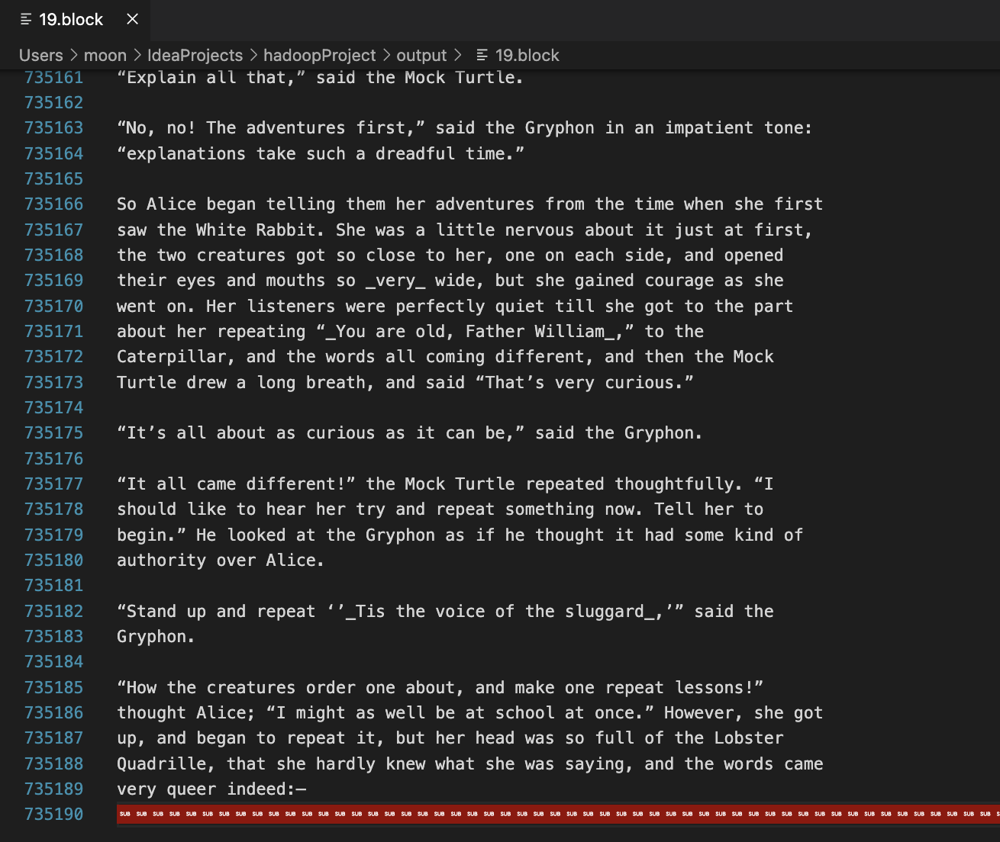 19.block
Users > moon > IdeaProjects > hadoopProject > output > 19.block
735161 “Explain all that,” said the Mock Turtle.
735162
735163 “No, no! The adventures first,” said the Gryphon in an impatient tone:
735164 “explanations take such a dreadful time.”
735165
735166 So Alice began telling them her adventures from the time when she first
735167 saw the White Rabbit. She was a little nervous about it just at first,
735168 the two creatures got so close to her, one on each side, and opened
735169 their eyes and mouths so _very_ wide, but she gained courage as she
735170 went on. Her listeners were perfectly quiet till she got to the part
735171 about her repeating “_You are old, Father William_,” to the
735172 Caterpillar, and the words all coming different, and then the Mock
735173 Turtle drew a long breath, and said “That’s very curious.”
735174
735175 “It’s all about as curious as it can be,” said the Gryphon.
735176
735177 “It all came different!” the Mock Turtle repeated thoughtfully. “I
735178 should like to hear her try and repeat something now. Tell her to
735179 begin.” He looked at the Gryphon as if he thought it had some kind of
735180 authority over Alice.
735181
735182 “Stand up and repeat ‘’_Tis the voice of the sluggard_,’” said the
735183 Gryphon.
735184
735185 “How the creatures order one about, and make one repeat lessons!”
735186 thought Alice; “I might as well be at school at once.” However, she got
735187 up, and began to repeat it, but her head was so full of the Lobster
735188 Quadrille, that she hardly knew what she was saying, and the words came
735189 very queer indeed:—
735190 SUB SUB SUB SUB SUB SUB SUB SUB SUB SUB SUB SUB SUB SUB SUB SUB SUB SUB SUB SUB SUB SUB SUB SUB SUB SUB SUB SUB SUB SUB SUB SUB SUB SUB SUB SUB SUB SUB SUB SUB SUB SUB SUB SUB SUB SUB SUB SUB SUB SUB SUB SUB SUB